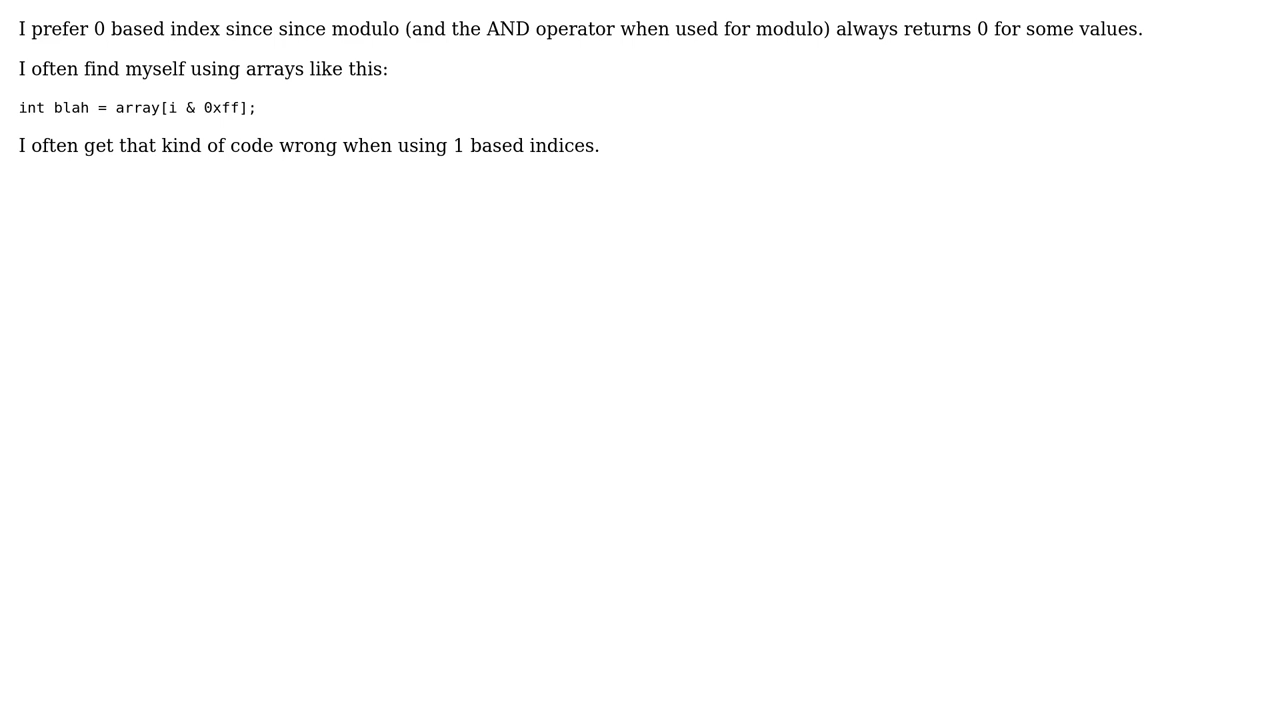 I prefer 0 based index since since modulo (and the AND operator when used for modulo) always returns 0 for some values.
I often find myself using arrays like this:
int blah = array[i & 0xff];
I often get that kind of code wrong when using 1 based indices.